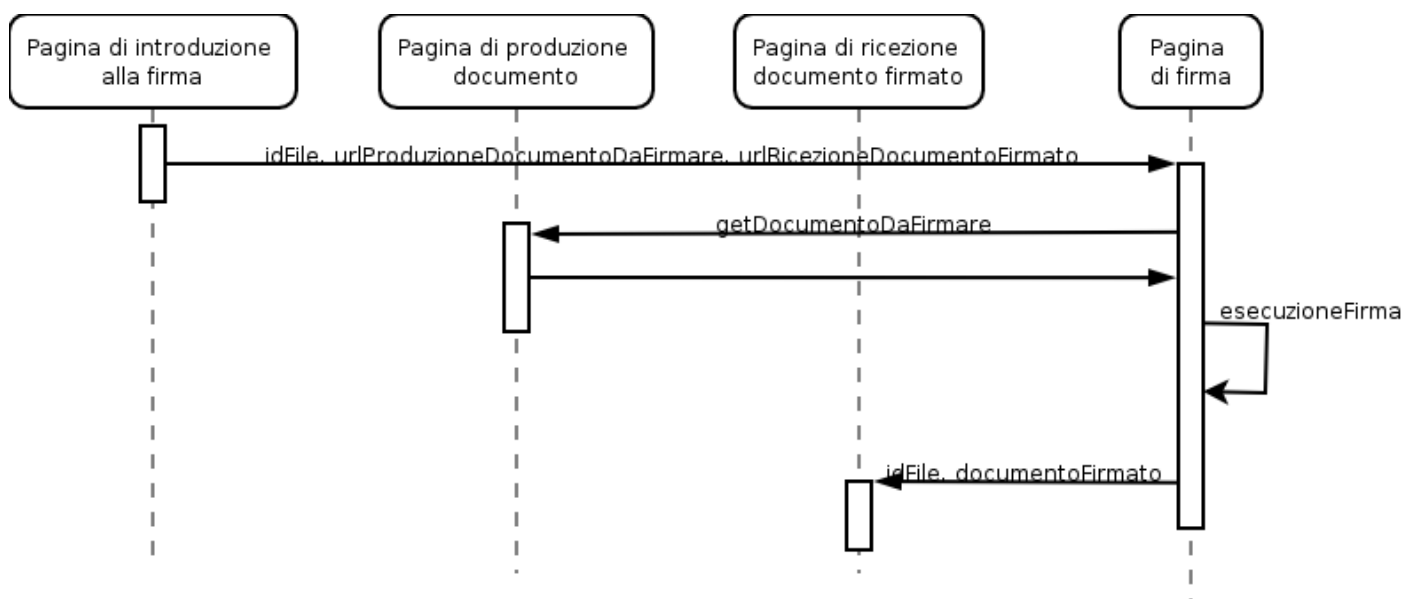 Pagina di introduzione
alla firma
Pagina di produzione
documento
Pagina di ricezione
documento firmato
Pagina
di firma
idFile, urlProduzioneDocumentoDaFirmare, urlRicezioneDocumentoFirmato
getDocumentoDaFirmare
esecuzioneFirma
idFile, documentoFirmato